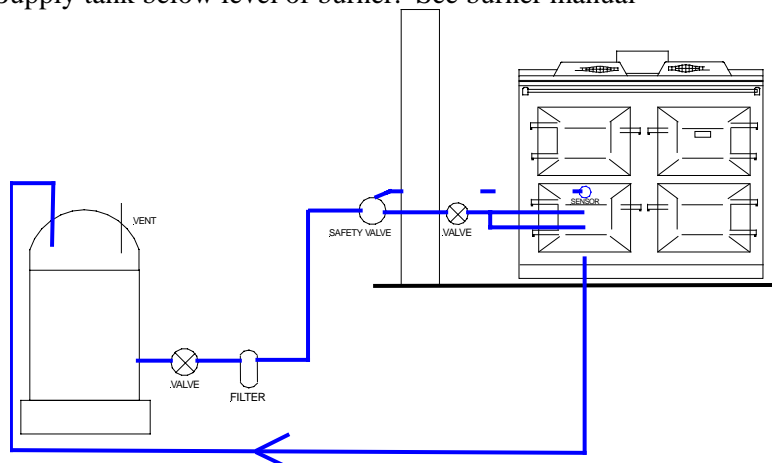 Supply tank below level of burner? See burner manual
VENT
SENSOR
SAFETY VALVE
VALVE
VALVE
FILTER